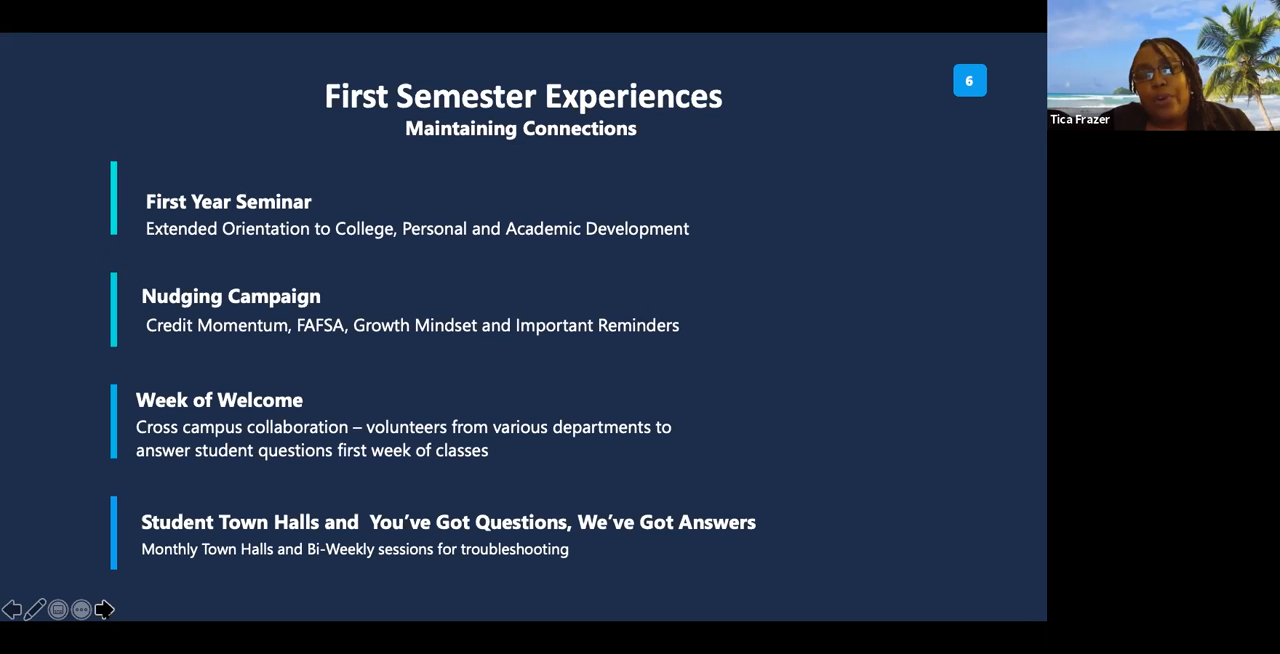 First Semester Experiences
Maintaining Connections
6
Tica Frazer
First Year Seminar
Extended Orientation to College, Personal and Academic Development
Nudging Campaign
Credit Momentum, FAFSA, Growth Mindset and Important Reminders
Week of Welcome
Cross campus collaboration – volunteers from various departments to
answer student questions first week of classes
Student Town Halls and  You’ve Got Questions, We’ve Got Answers
Monthly Town Halls and Bi-Weekly sessions for troubleshooting